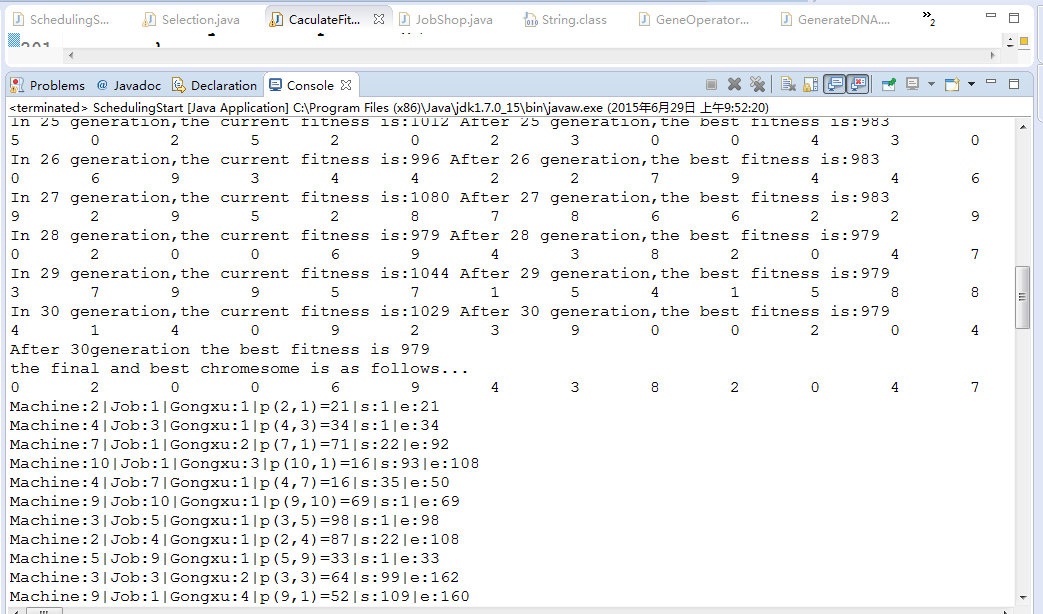 SchedulingS... Selection.java CaculateFit... JobShop.java String.class GeneOperator... GenerateDNA.... »2
201
Problems @ Javadoc Declaration Console
<terminated> SchedulingStart [Java Application] C:\Program Files (x86)\Java\jdk1.7.0_15\bin\javaw.exe (2015年6月29日 上午9:52:20)
In 25 generation,the current fitness is:1012 After 25 generation,the best fitness is:983
5 0 2 5 2 0 2 3 0 0 4 3 0
In 26 generation,the current fitness is:996 After 26 generation,the best fitness is:983
0 6 9 3 4 4 2 2 7 9 4 4 6
In 27 generation,the current fitness is:1080 After 27 generation,the best fitness is:983
9 2 9 5 2 8 7 8 6 6 2 2 9
In 28 generation,the current fitness is:979 After 28 generation,the best fitness is:979
0 2 0 0 6 9 4 3 8 2 0 4 7
In 29 generation,the current fitness is:1044 After 29 generation,the best fitness is:979
3 7 9 9 5 7 1 5 4 1 5 8 8
In 30 generation,the current fitness is:1029 After 30 generation,the best fitness is:979
4 1 4 0 9 2 3 9 0 0 2 0 4
After 30generation the best fitness is 979
the final and best chromesome is as follows...
0 2 0 0 6 9 4 3 8 2 0 4 7
Machine:2|Job:1|Gongxu:1|p(2,1)=21|s:1|e:21
Machine:4|Job:3|Gongxu:1|p(4,3)=34|s:1|e:34
Machine:7|Job:1|Gongxu:2|p(7,1)=71|s:22|e:92
Machine:10|Job:1|Gongxu:3|p(10,1)=16|s:93|e:108
Machine:4|Job:7|Gongxu:1|p(4,7)=16|s:35|e:50
Machine:9|Job:10|Gongxu:1|p(9,10)=69|s:1|e:69
Machine:3|Job:5|Gongxu:1|p(3,5)=98|s:1|e:98
Machine:2|Job:4|Gongxu:1|p(2,4)=87|s:22|e:108
Machine:5|Job:9|Gongxu:1|p(5,9)=33|s:1|e:33
Machine:3|Job:3|Gongxu:2|p(3,3)=64|s:99|e:162
Machine:9|Job:1|Gongxu:4|p(9,1)=52|s:109|e:160